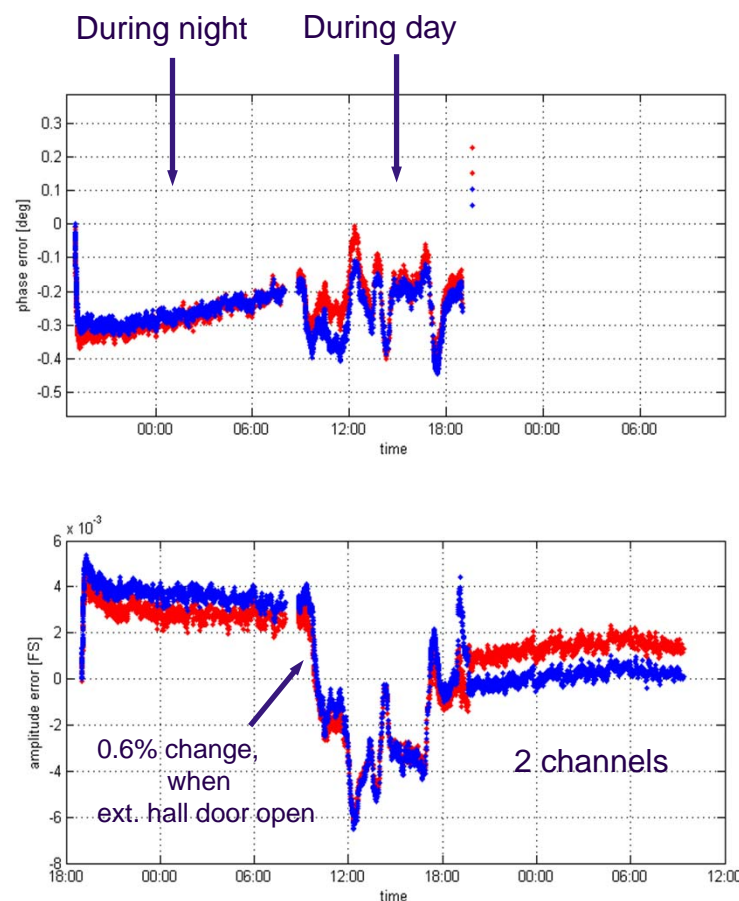 During night
During day
0.3
0.2
0.1
0
-0.1
-0.2
-0.3
-0.4
-0.5
phase error [deg]
00:00 06:00 12:00 18:00 00:00 06:00
time
x 10-3
6
4
2
0
-2
-4
-6
-8
amplitude error [FS]
0.6% change,
when
ext. hall door open
2 channels
18:00 00:00 06:00 12:00 18:00 00:00 06:00 12:00
time